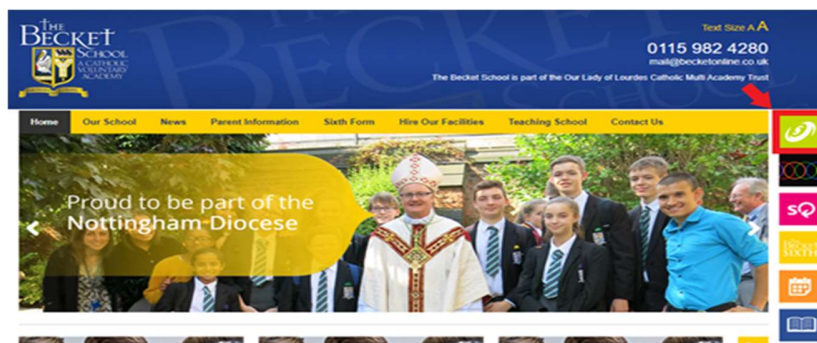 THE
BECKET
SCHOOL
A CATHOLIC
VOLUNTARY
ACADEMY
Text Size A A
0115 982 4280
mail@becketonline.co.uk
The Becket School is part of the Our Lady of Lourdes Catholic Multi Academy Trust
Home Our School News Parent Information Sixth Form Hire Our Facilities Teaching School Contact Us
Proud to be part of the
Nottingham Diocese
sQ
BECKET
SIXTH